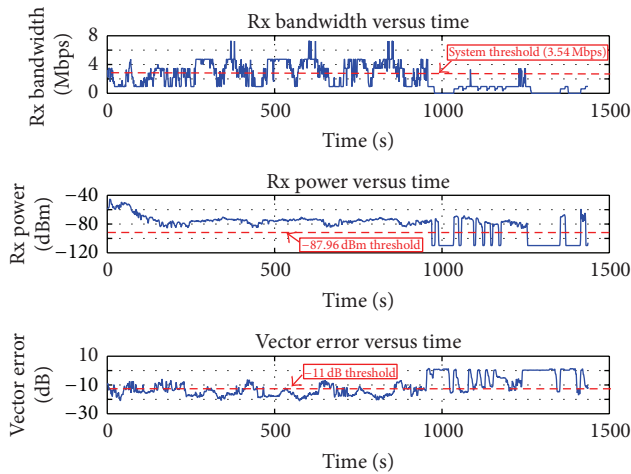 Rx bandwidth versus time
Rx bandwidth
(Mbps)
8
4
0
System threshold (3.54 Mbps)
0
500
1000
1500
Time (s)
Rx power versus time
Rx power
(dBm)
−40
−80
−120
−87.96 dBm threshold
0
500
1000
1500
Time (s)
Vector error versus time
Vector error
(dB)
10
−10
−30
−11 dB threshold
0
500
1000
1500
Time (s)